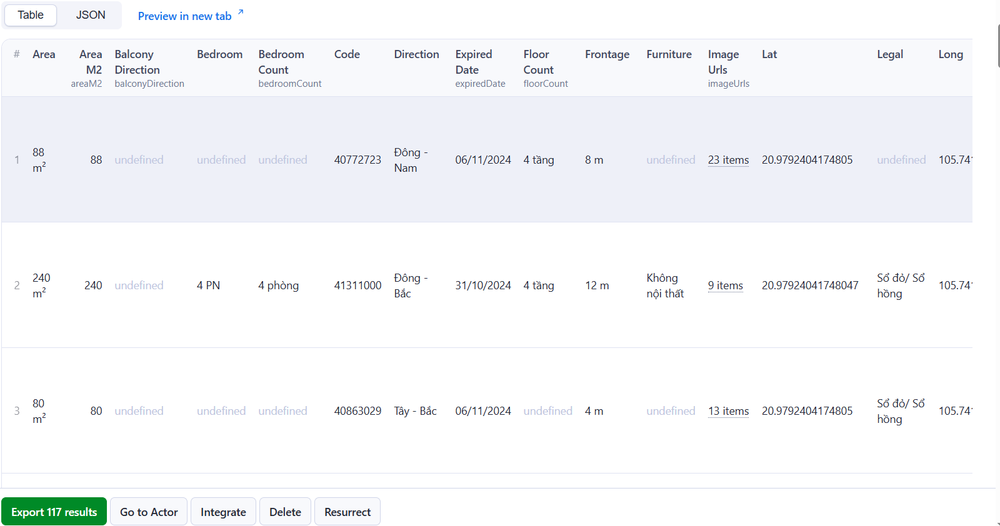 Table JSON Preview in new tab ↗
# Area Area M2 areaM2 Balcony Direction balconyDirection Bedroom Bedroom Count bedroomCount Code Direction Expired Date expiredDate Floor Count floorCount Frontage Furniture Image Urls imageUrls Lat Legal Long
1 88 m² 88 undefined undefined undefined 40772723 Đông - Nam 06/11/2024 4 tầng 8 m undefined 23 items 20.9792404174805 undefined 105.741
2 240 m² 240 undefined 4 PN 4 phòng 41311000 Đông - Bắc 31/10/2024 4 tầng 12 m Không nội thất 9 items 20.97924041748047 Sổ đỏ/ Sổ hồng 105.741
3 80 m² 80 undefined undefined undefined 40863029 Tây - Bắc 06/11/2024 undefined 4 m undefined 13 items 20.9792404174805 Sổ đỏ/ Sổ hồng 105.741
Export 117 results Go to Actor Integrate Delete Resurrect